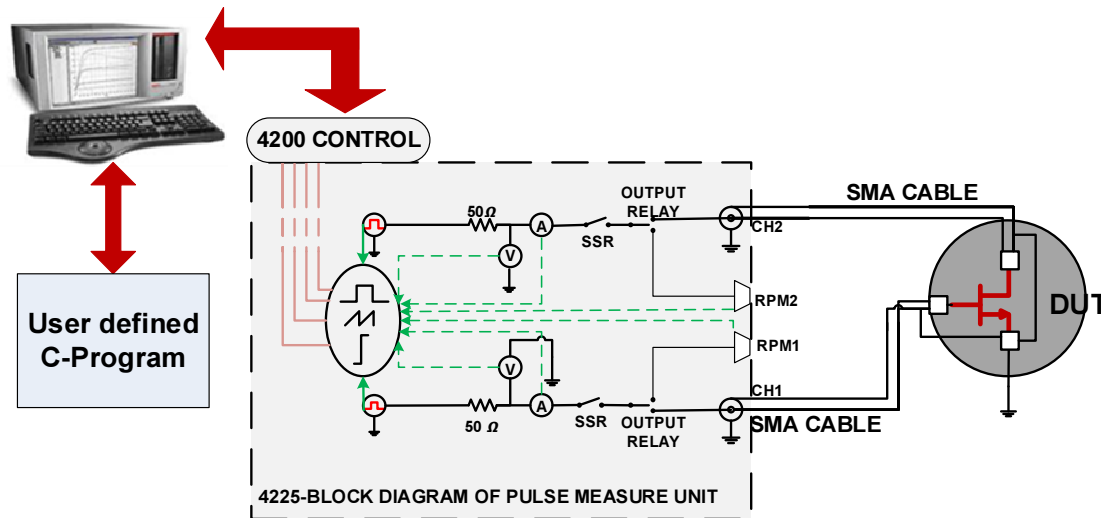 4200 CONTROL
SMA CABLE
OUTPUT
RELAY
50Ω
A
CH2
SSR
V
RPM2
DUT
User defined
C-Program
RPM1
V
CH1
A
50 Ω
SSR
OUTPUT
RELAY
SMA CABLE
4225-BLOCK DIAGRAM OF PULSE MEASURE UNIT